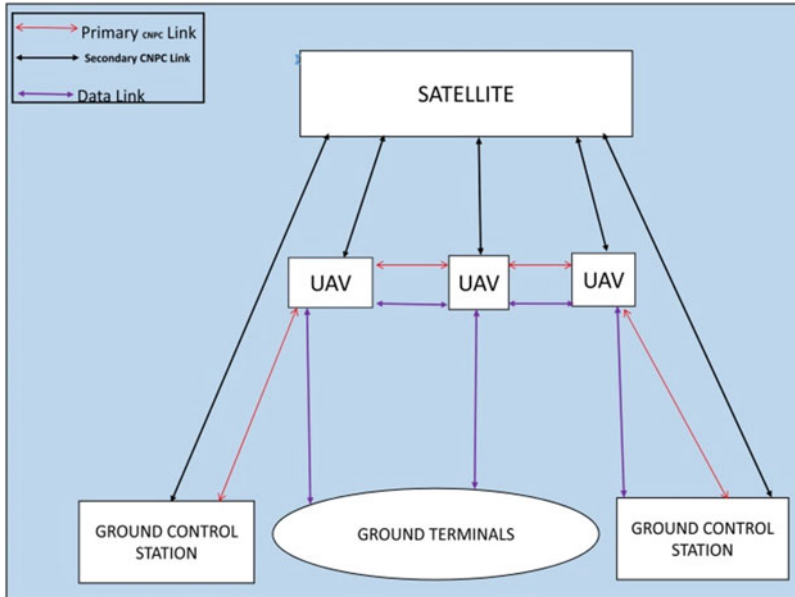 Primary CNPC Link
Secondary CNPC Link
Data Link
SATELLITE
UAV
UAV
UAV
GROUND CONTROL
STATION
GROUND TERMINALS
GROUND CONTROL
STATION